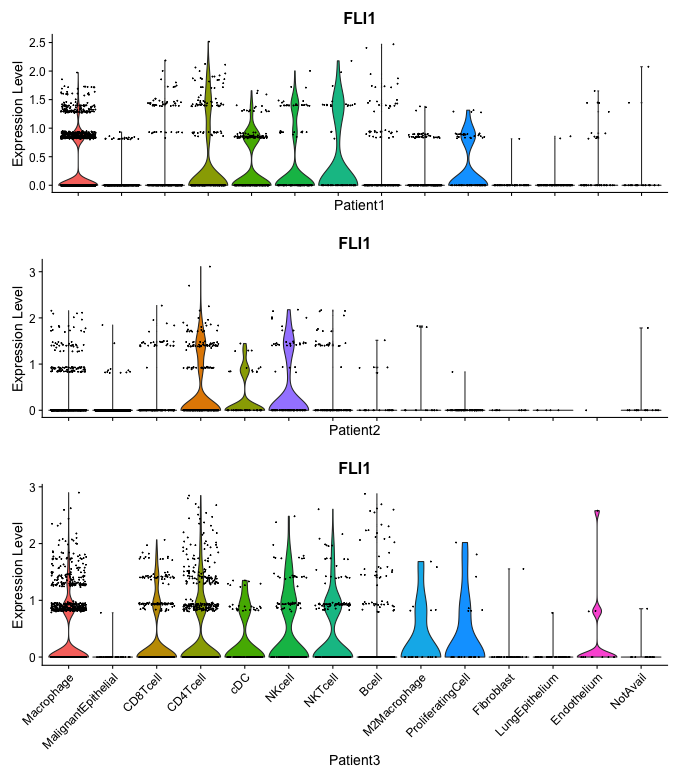 FLI1
Expression Level
2.5
2.0
1.5
1.0
0.5
0.0
Patient1
FLI1
Expression Level
3
2
1
0
Patient2
FLI1
Expression Level
3
2
1
0
Macrophage
MalignantEpithelial
CD8Tcell
CD4Tcell
cDC
NKcell
NKTcell
Bcell
M2Macrophage
ProliferatingCell
Fibroblast
LungEpithelium
Endothelium
NotAvail
Patient3